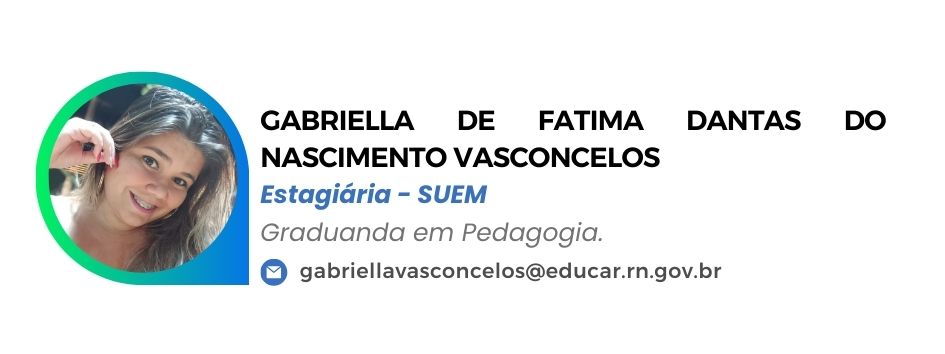 GABRIELLA DE FATIMA DANTAS DO
NASCIMENTO VASCONCELOS
Estagiária - SUEM
Graduanda em Pedagogia.
gabriellavasconcelos@educar.rn.gov.br